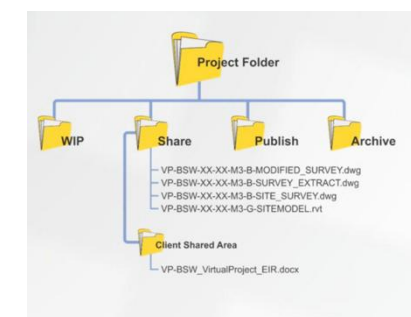 Project Folder
WIP Share Publish Archive
VP-BSW-XX-XX-M3-B-MODIFIED_SURVEY.dwg
VP-BSW-XX-XX-M3-B-SURVEY_EXTRACT.dwg
VP-BSW-XX-XX-M3-B-SITE_SURVEY.dwg
VP-BSW-XX-XX-M3-G-SITEMODEL.rvt
Client Shared Area
VP-BSW_VirtualProject_EIR.docx